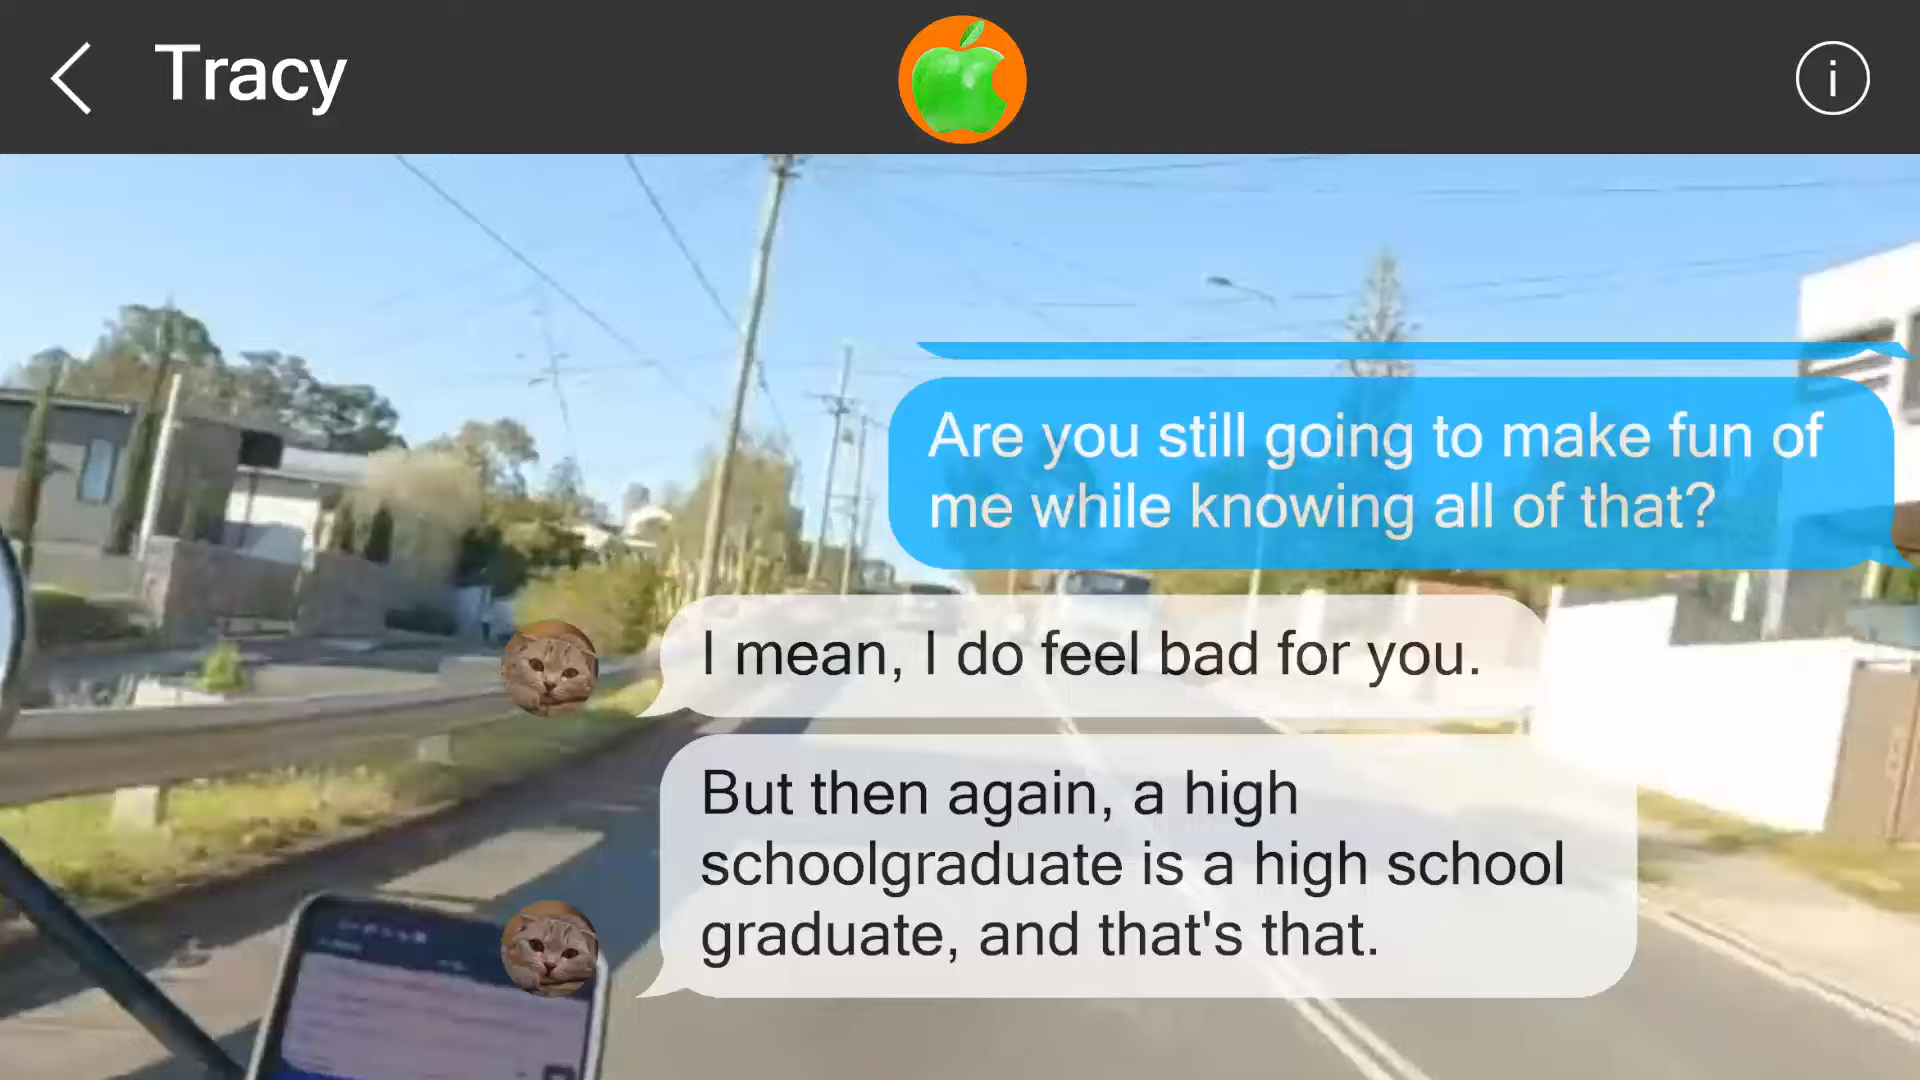 Tracy
i
Are you still going to make fun of
me while knowing all of that?
I mean, I do feel bad for you.
But then again, a high
schoolgraduate is a high school
graduate, and that's that.